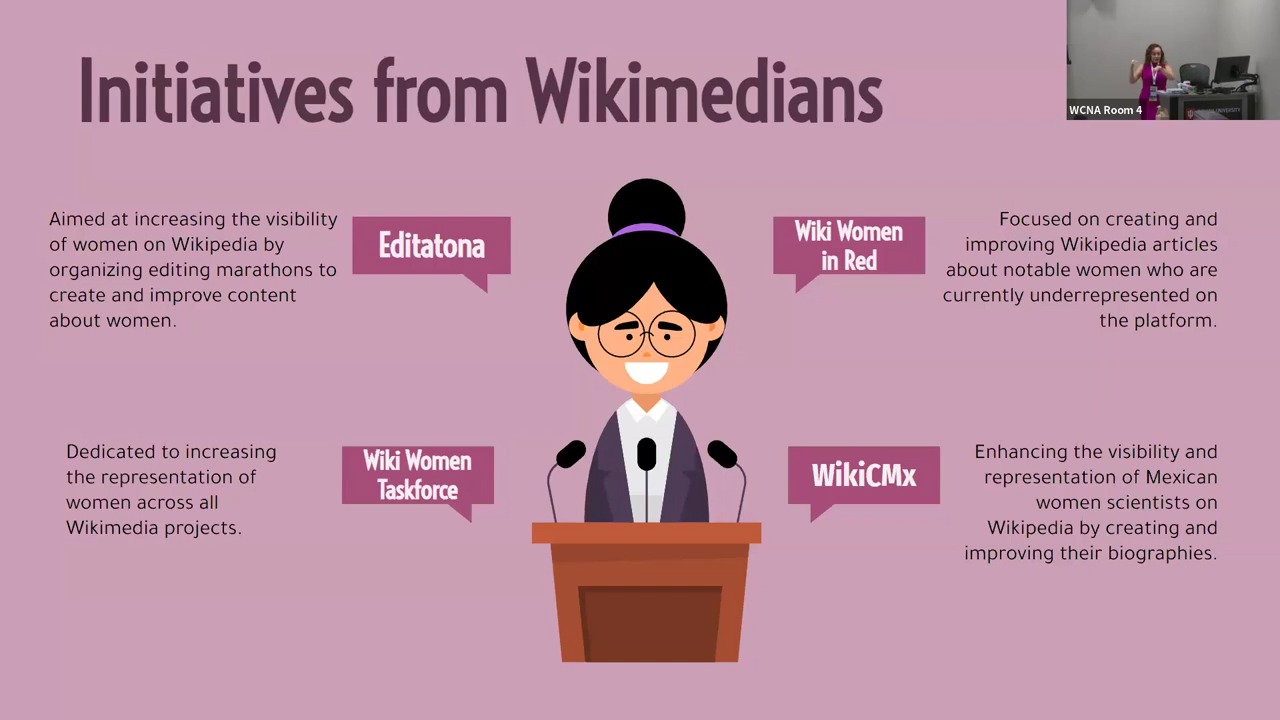 Initiatives from Wikimedians
WCNA Room 4
Aimed at increasing the visibility
of women on Wikipedia by
organizing editing marathons to
create and improve content
about women.
Editatona
Wiki Women
in Red
Focused on creating and
improving Wikipedia articles
about notable women who are
currently underrepresented on
the platform.
Dedicated to increasing
the representation of
women across all
Wikimedia projects.
Wiki Women
Taskforce
WikiCMx
Enhancing the visibility and
representation of Mexican
women scientists on
Wikipedia by creating and
improving their biographies.